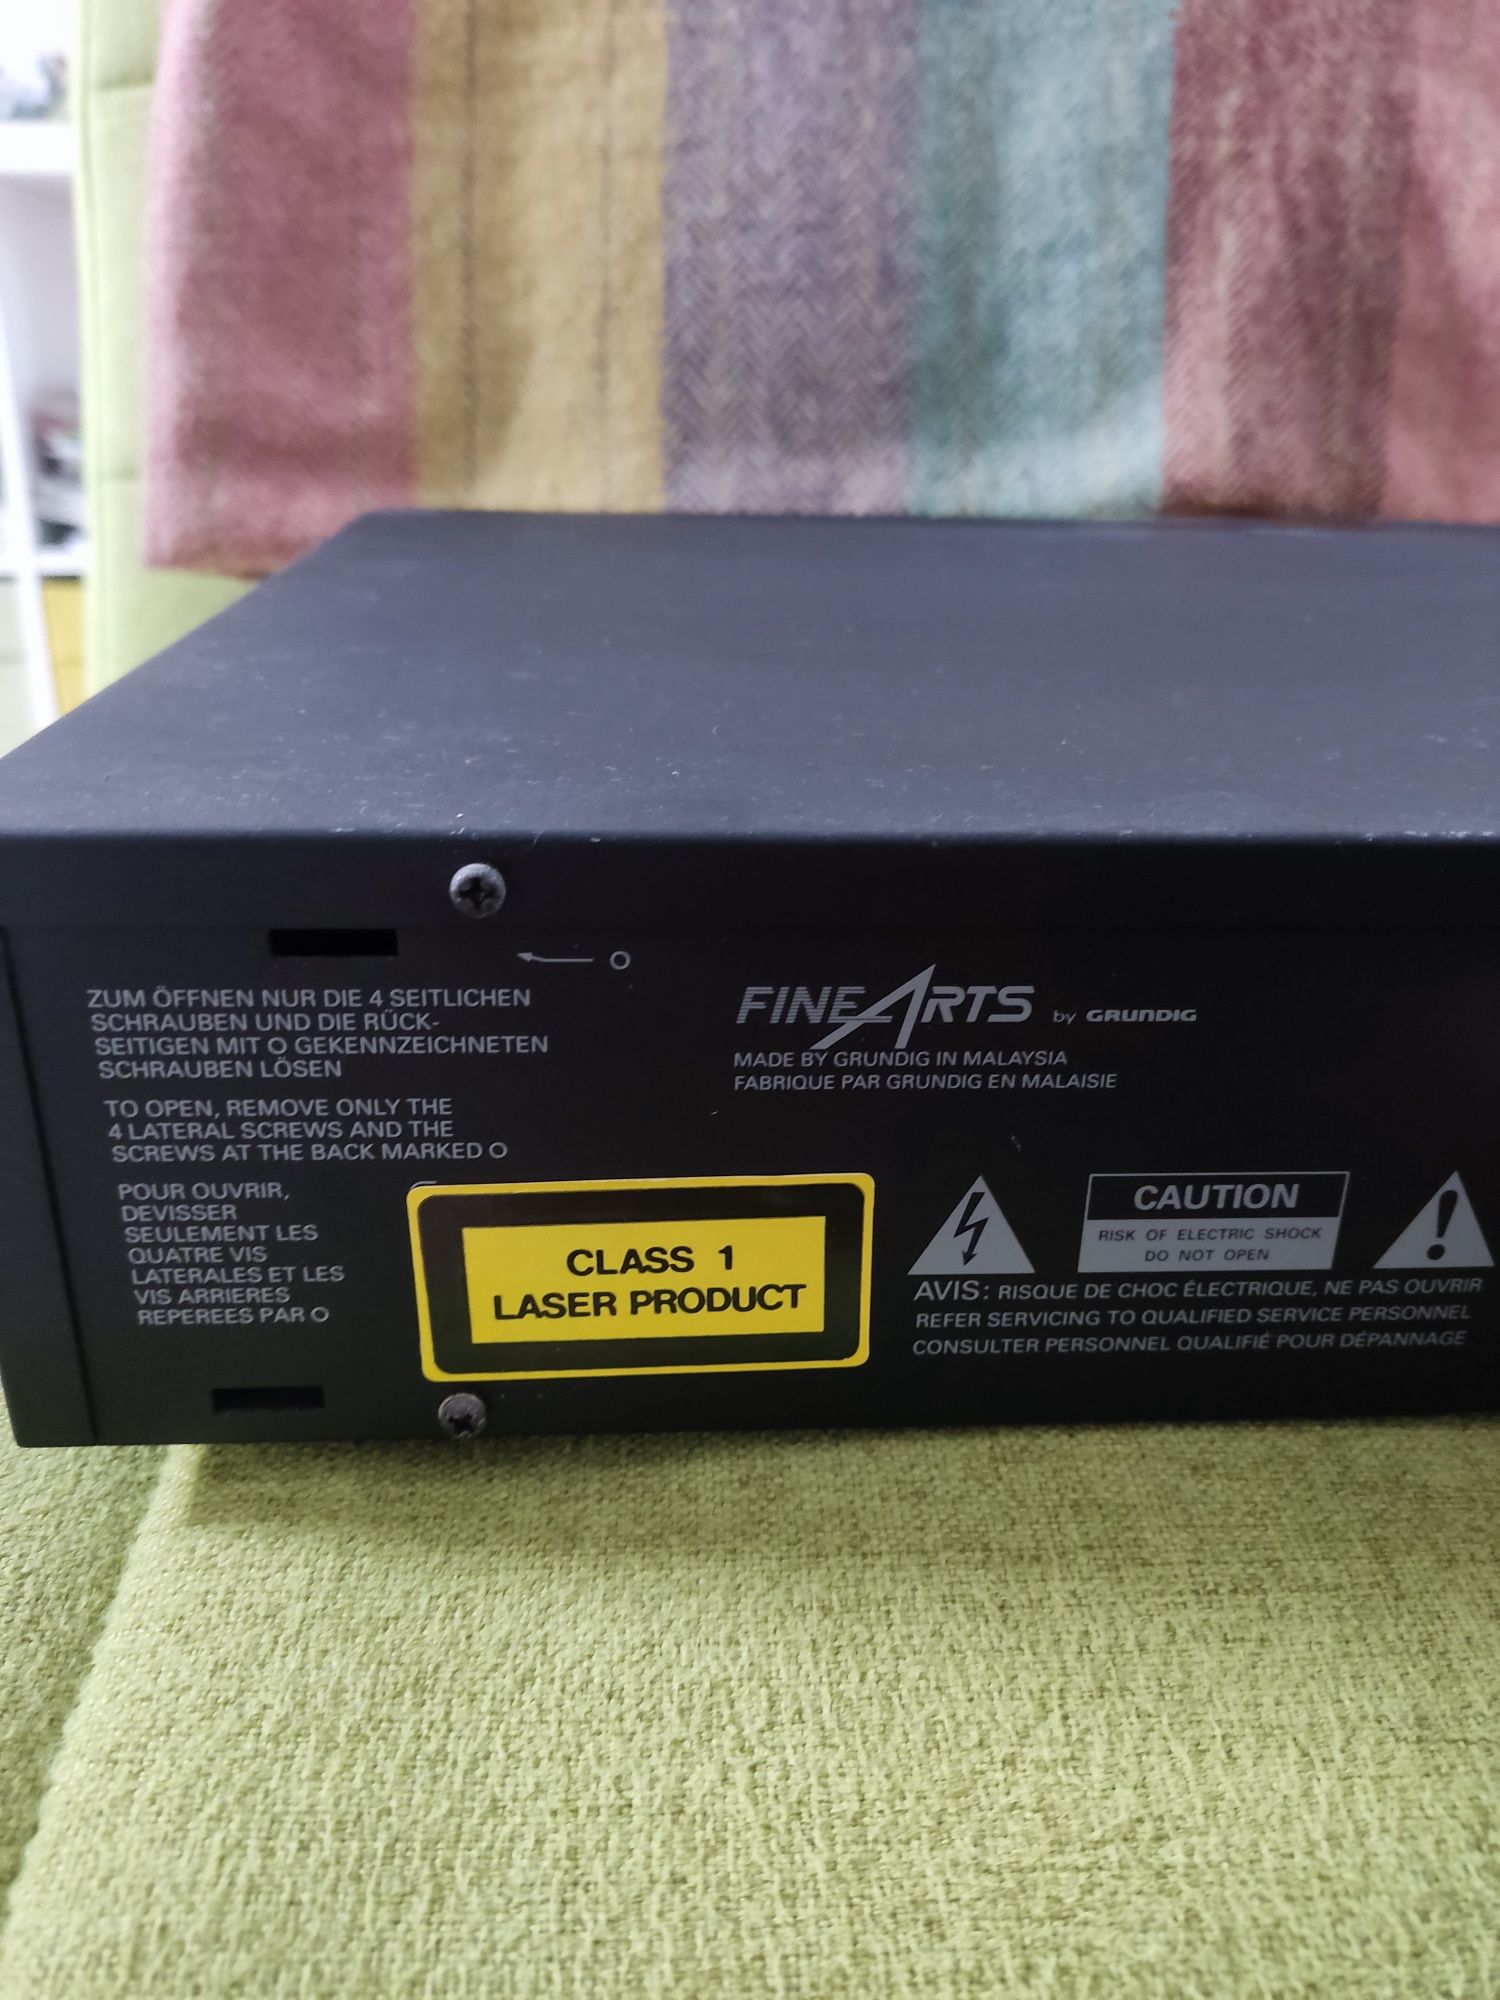 ZUM ÖFFNEN NUR DIE 4 SEITLICHEN
SCHRAUBEN UND DIE RÜCK-
SEITIGEN MIT O GEKENNZEICHNETEN
SCHRAUBEN LÖSEN
TO OPEN, REMOVE ONLY THE
4 LATERAL SCREWS AND THE
SCREWS AT THE BACK MARKED O
POUR OUVRIR,
DEVISSER
SEULEMENT LES
QUATRE VIS
LATERALES ET LES
VIS ARRIERES
REPEREES PAR O
CLASS 1
LASER PRODUCT
FINEARTS by GRUNDIG
MADE BY GRUNDIG IN MALAYSIA
FABRIQUE PAR GRUNDIG EN MALAISIE
CAUTION
RISK OF ELECTRIC SHOCK
DO NOT OPEN
AVIS: RISQUE DE CHOC ÉLECTRIQUE, NE PAS OUVRIR
REFER SERVICING TO QUALIFIED SERVICE PERSONNEL
CONSULTER PERSONNEL QUALIFIÉ POUR DÉPANNAGE